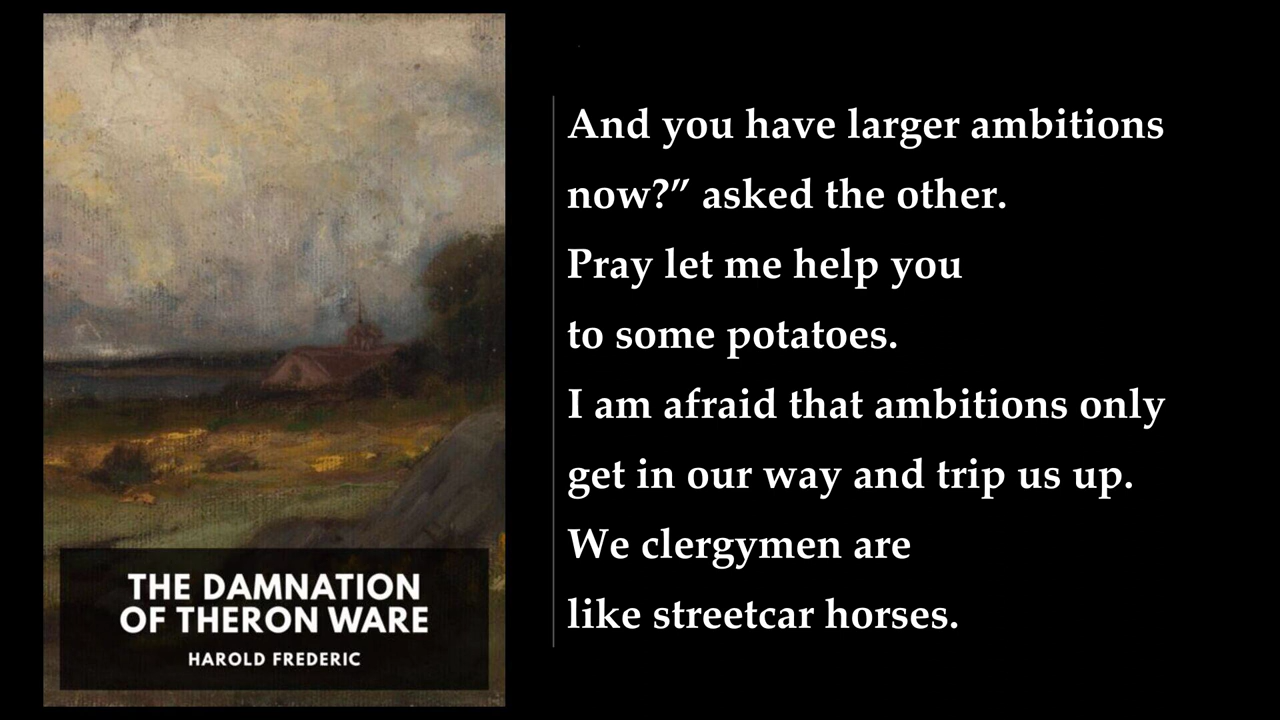 THE DAMNATION
OF THERON WARE
HAROLD FREDERIC
And you have larger ambitions
now?” asked the other.
Pray let me help you
to some potatoes.
I am afraid that ambitions only
get in our way and trip us up.
We clergymen are
like streetcar horses.